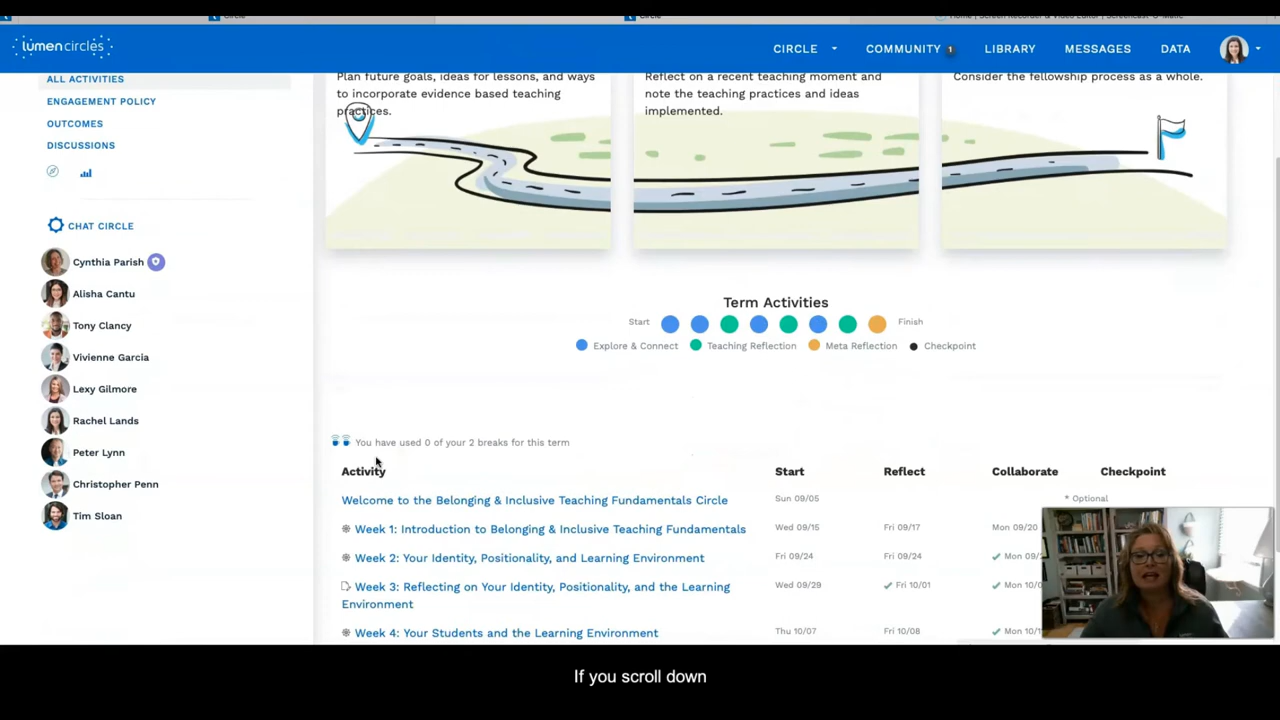 lumencircles
CIRCLE
COMMUNITY 1
LIBRARY
MESSAGES
DATA
ALL ACTIVITIES
ENGAGEMENT POLICY
OUTCOMES
DISCUSSIONS
CHAT CIRCLE
Cynthia Parish
Alisha Cantu
Tony Clancy
Vivienne Garcia
Lexy Gilmore
Rachel Lands
Peter Lynn
Christopher Penn
Tim Sloan
Plan future goals, ideas for lessons, and ways
to incorporate evidence based teaching
practices.
Reflect on a recent teaching moment and
note the teaching practices and ideas
implemented.
Consider the fellowship process as a whole.
Term Activities
Start
Finish
Explore & Connect
Teaching Reflection
Meta Reflection
Checkpoint
You have used 0 of your 2 breaks for this term
Activity Start Reflect Collaborate Checkpoint
Welcome to the Belonging & Inclusive Teaching Fundamentals Circle Sun 09/05 * Optional
Week 1: Introduction to Belonging & Inclusive Teaching Fundamentals Wed 09/15 Fri 09/17 Mon 09/20
Week 2: Your Identity, Positionality, and Learning Environment Fri 09/24 Fri 09/24 Mon
Week 3: Reflecting on Your Identity, Positionality, and the Learning Wed 09/29 Fri 10/01 Mon
Environment
Week 4: Your Students and the Learning Environment Thu 10/07 Fri 10/08 Mon
If you scroll down